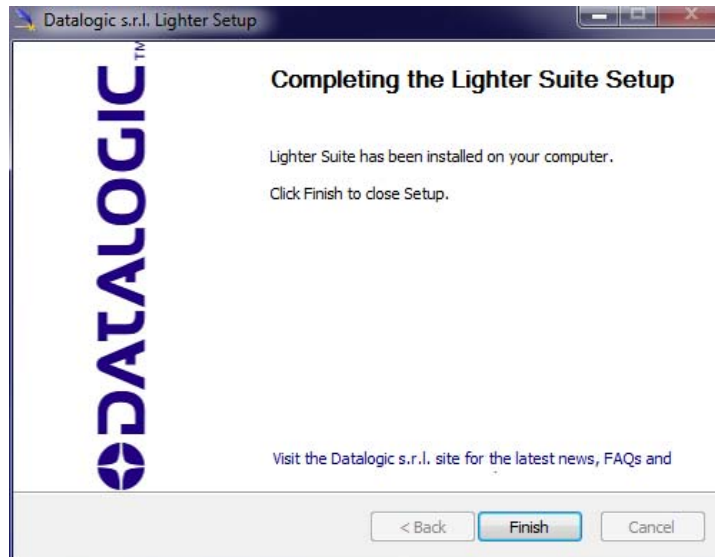 Datalogic s.r.l. Lighter Setup
DATALOGIC™
Completing the Lighter Suite Setup
Lighter Suite has been installed on your computer.
Click Finish to close Setup.
Visit the Datalogic s.r.l. site for the latest news, FAQs and
< Back
Finish
Cancel